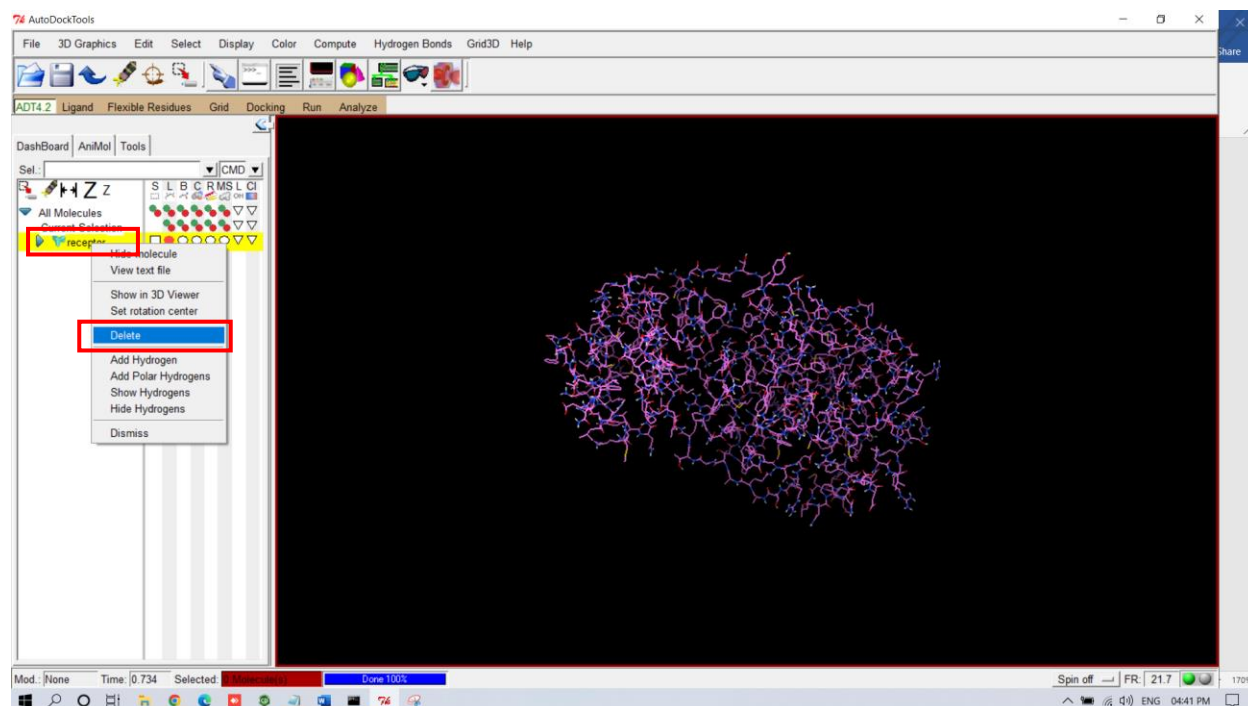 AutoDockTools
Share
File 3D Graphics Edit Select Display Color Compute Hydrogen Bonds Grid3D Help
ADT4.2 Ligand Flexible Residues Grid Docking Run Analyze
DashBoard AniMol Tools
Sel.: CMD
Z Z S L B C R MS L Cl
All Molecules
Current Selection
receptor
Hide molecule
View text file
Show in 3D Viewer
Set rotation center
Delete
Add Hydrogen
Add Polar Hydrogens
Show Hydrogens
Hide Hydrogens
Dismiss
Mod.: None Time: 0.734 Selected: 0 Molecule(s) Done 100% Spin off FR: 21.7
ENG 04:41 PM